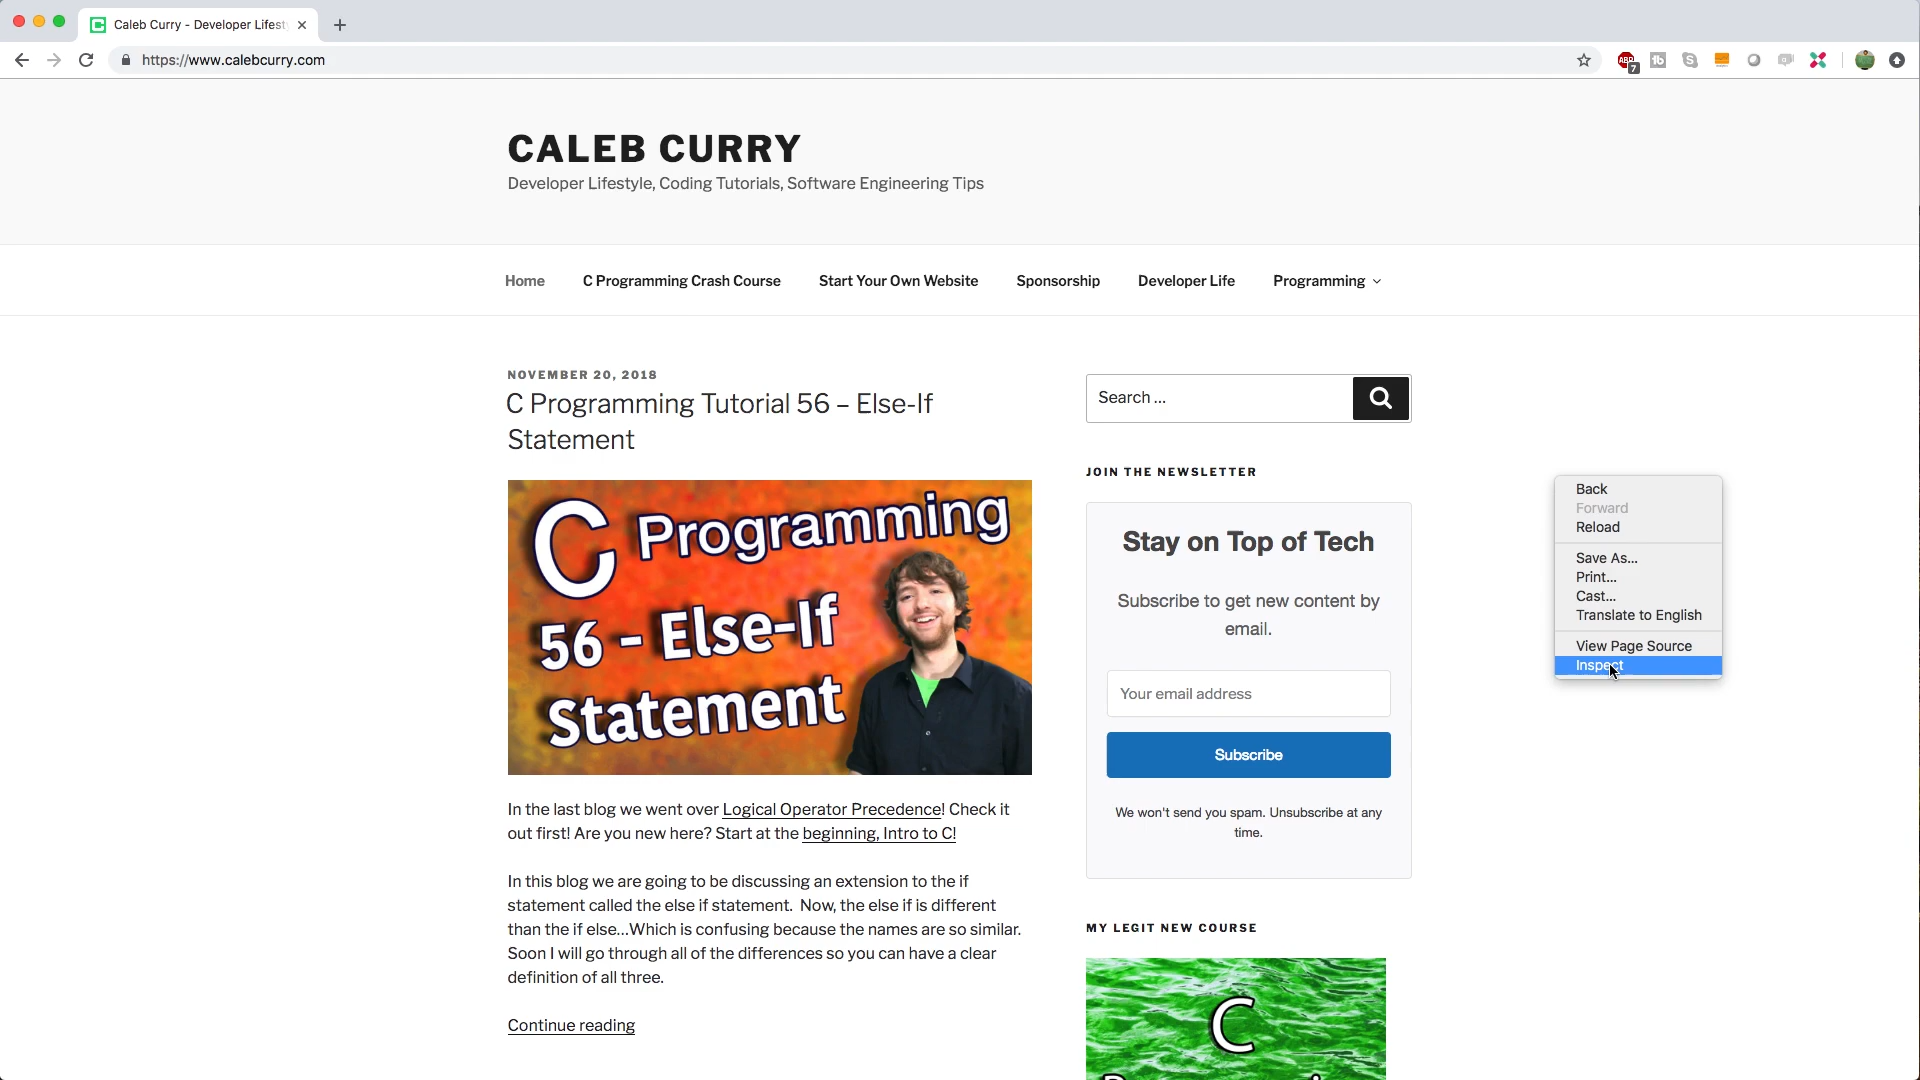 Caleb Curry - Developer Lifest
https://www.calebcurry.com
ABP
7
CALEB CURRY
Developer Lifestyle, Coding Tutorials, Software Engineering Tips
Home
C Programming Crash Course
Start Your Own Website
Sponsorship
Developer Life
Programming
NOVEMBER 20, 2018
C Programming Tutorial 56 – Else-If
Statement
C Programming
56 - Else-If
Statement
In the last blog we went over Logical Operator Precedence! Check it
out first! Are you new here? Start at the beginning, Intro to C!
In this blog we are going to be discussing an extension to the if
statement called the else if statement.  Now, the else if is different
than the if else…Which is confusing because the names are so similar.
Soon I will go through all of the differences so you can have a clear
definition of all three.
Continue reading
Search …
JOIN THE NEWSLETTER
Stay on Top of Tech
Subscribe to get new content by
email.
Your email address
Subscribe
We won't send you spam. Unsubscribe at any
time.
MY LEGIT NEW COURSE
C
Back
Forward
Reload
Save As...
Print...
Cast...
Translate to English
View Page Source
Inspect